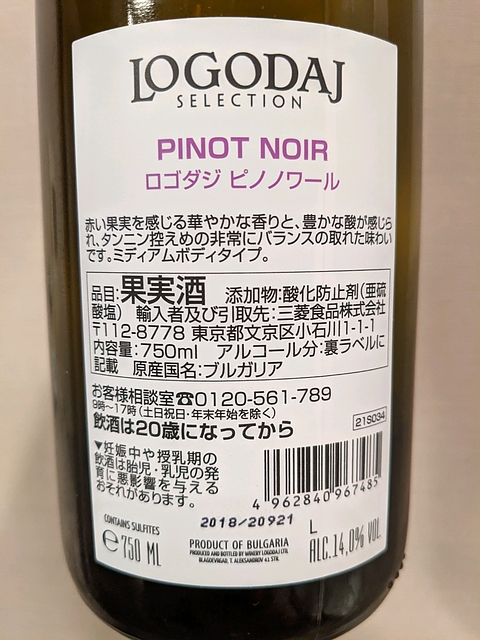 LOGODAJ
SELECTION
PINOT NOIR
ロゴダジ ピノノワール
赤い果実を感じる華やかな香りと、豊かな酸が感じら
れ、タンニン控えめの非常にバランスの取れた味わい
です。ミディアムボディタイプ。
品目:果実酒 添加物:酸化防止剤(亜硫
酸塩) 輸入者及び引取先:三菱食品株式会社
〒112-8778 東京都文京区小石川1-1-1
内容量:750ml アルコール分:裏ラベルに
記載 原産国名:ブルガリア
お客様相談室☎0120-561-789
9時〜17時(土日祝日・年末年始を除く)
飲酒は20歳になってから
21S034
▼妊娠中や授乳期の
飲酒は胎児・乳児の発
育に悪影響を与える
おそれがあります。
4 962840 967485
2018/20921
CONTAINS SULFITES
℮750 ML
PRODUCT OF BULGARIA
PRODUCED AND BOTTLED BY WINERY LOGODAJ LTD.
BLAGOEVGRAD, T. ALEKSANDROV 61 STR.
L
ALC.14,0% VOL.